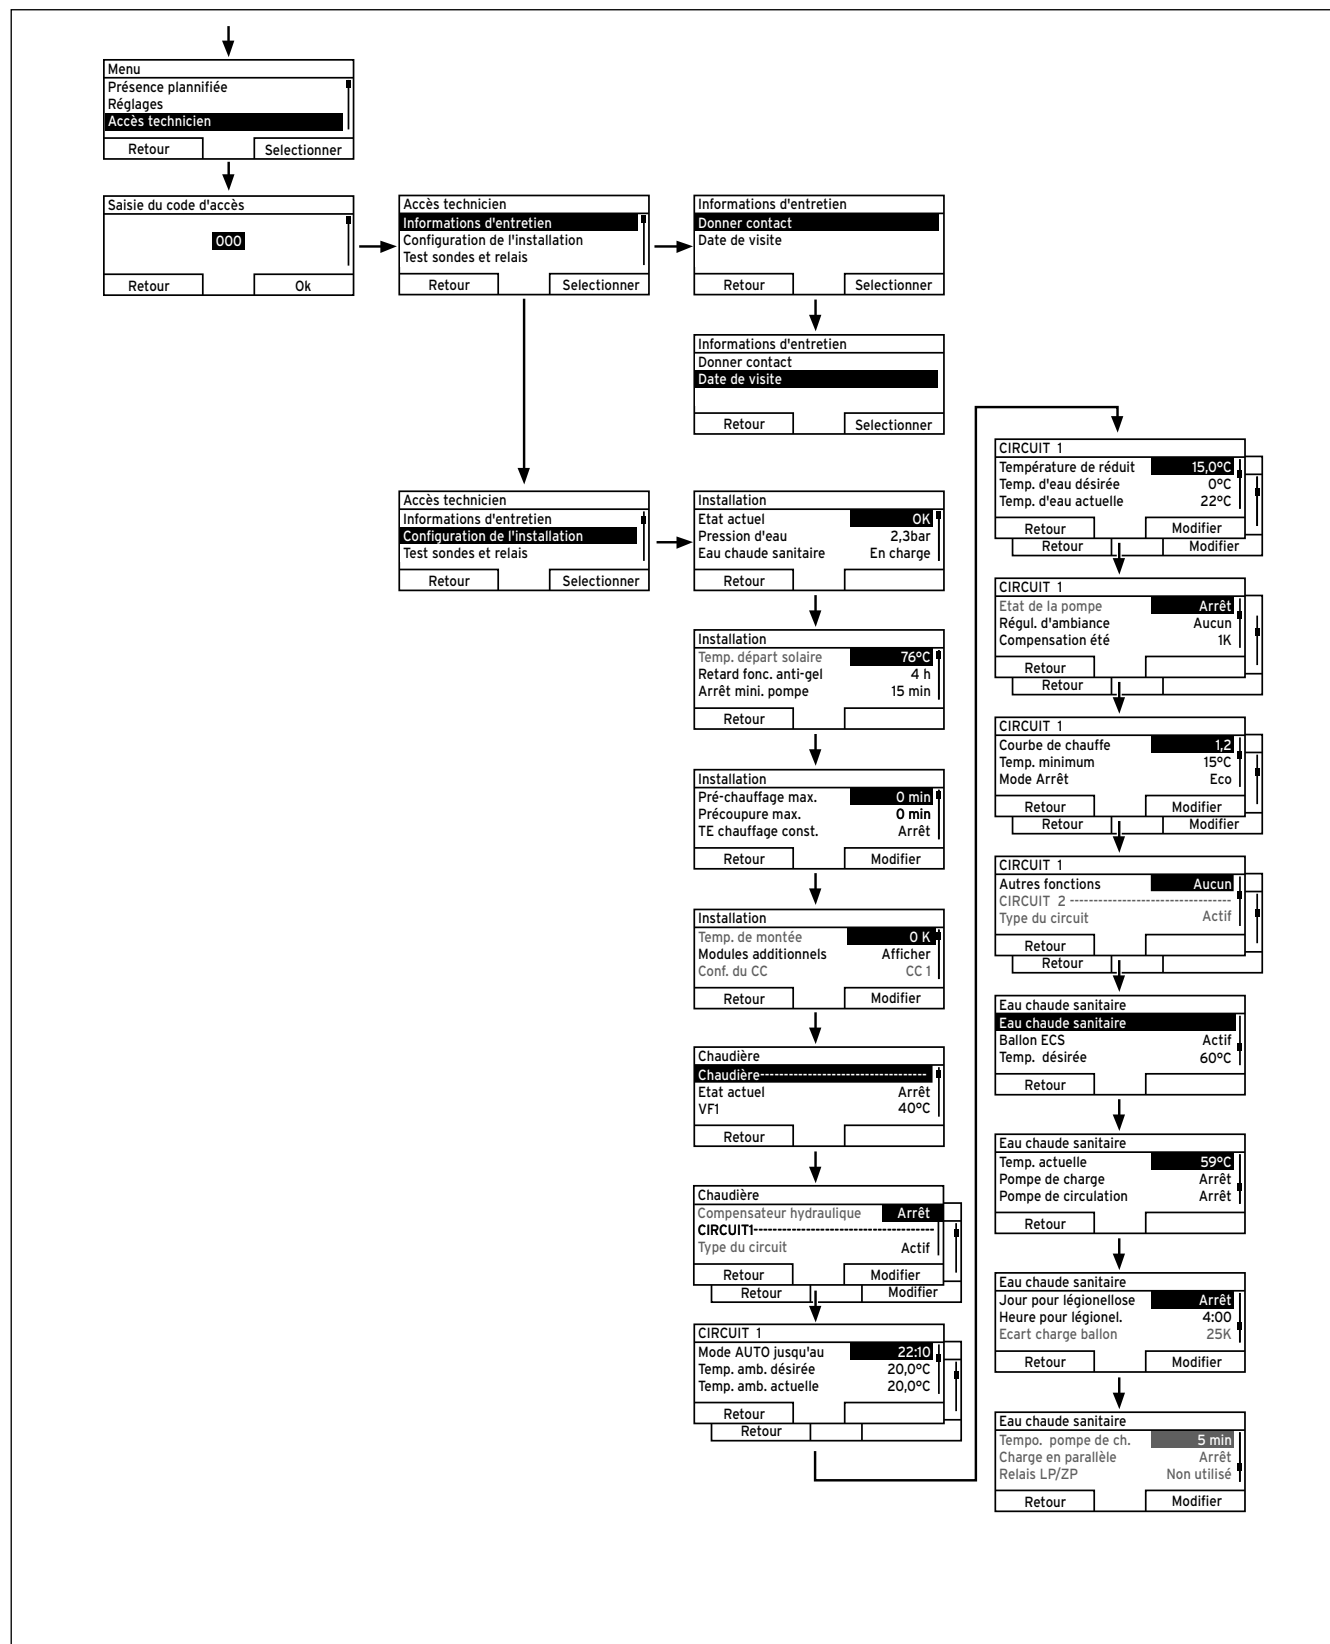 Menu
Présence plannifiée
Réglages
Accès technicien
Retour Selectionner
Saisie du code d'accès
000
Retour Ok
Accès technicien
Informations d'entretien
Configuration de l'installation
Test sondes et relais
Retour Selectionner
Informations d'entretien
Donner contact
Date de visite
Retour Selectionner
Informations d'entretien
Donner contact
Date de visite
Retour Selectionner
Accès technicien
Informations d'entretien
Configuration de l'installation
Test sondes et relais
Retour Selectionner
Installation
Etat actuel OK
Pression d'eau 2,3bar
Eau chaude sanitaire En charge
Retour
Installation
Temp. départ solaire 76°C
Retard fonc. anti-gel 4 h
Arrêt mini. pompe 15 min
Retour
Installation
Pré-chauffage max. 0 min
Précoupure max. 0 min
TE chauffage const. Arrêt
Retour Modifier
Installation
Temp. de montée 0 K
Modules additionnels Afficher
Conf. du CC CC 1
Retour Modifier
Chaudière
Chaudière-----------------------------------
Etat actuel Arrêt
VF1 40°C
Retour
Chaudière
Compensateur hydraulique Arrêt
CIRCUIT1---------------------------------------
Type du circuit Actif
Retour Modifier
Retour Modifier
CIRCUIT 1
Mode AUTO jusqu'au 22:10
Temp. amb. désirée 20,0°C
Temp. amb. actuelle 20,0°C
Retour
Retour
CIRCUIT 1
Température de réduit 15,0°C
Temp. d'eau désirée 0°C
Temp. d'eau actuelle 22°C
Retour Modifier
Retour Modifier
CIRCUIT 1
Etat de la pompe Arrêt
Régul. d'ambiance Aucun
Compensation été 1K
Retour
Retour
CIRCUIT 1
Courbe de chauffe 1,2
Temp. minimum 15°C
Mode Arrêt Eco
Retour Modifier
Retour Modifier
CIRCUIT 1
Autres fonctions Aucun
CIRCUIT 2 ----------------------------------
Type du circuit Actif
Retour
Retour
Eau chaude sanitaire
Eau chaude sanitaire
Ballon ECS Actif
Temp. désirée 60°C
Retour
Eau chaude sanitaire
Temp. actuelle 59°C
Pompe de charge Arrêt
Pompe de circulation Arrêt
Retour
Eau chaude sanitaire
Jour pour légionellose Arrêt
Heure pour légionel. 4:00
Ecart charge ballon 25K
Retour Modifier
Eau chaude sanitaire
Tempo. pompe de ch. 5 min
Charge en parallèle Arrêt
Relais LP/ZP Non utilisé
Retour Modifier